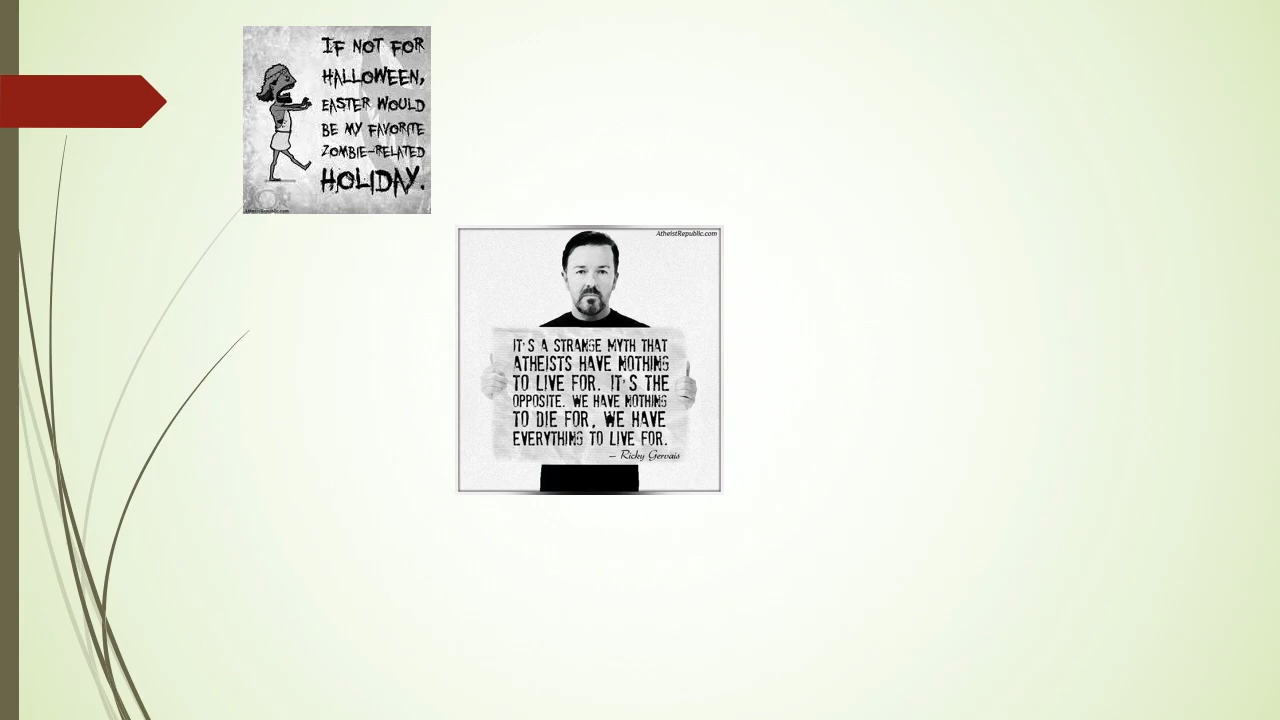 IF NOT FOR
HALLOWEEN,
EASTER WOULD
BE MY FAVORITE
ZOMBIE-RELATED
HOLIDAY.
AtheistRepublic.com
AtheistRepublic.com
IT'S A STRANGE MYTH THAT
ATHEISTS HAVE NOTHING
TO LIVE FOR. IT'S THE
OPPOSITE. WE HAVE NOTHING
TO DIE FOR, WE HAVE
EVERYTHING TO LIVE FOR.
— Ricky Gervais